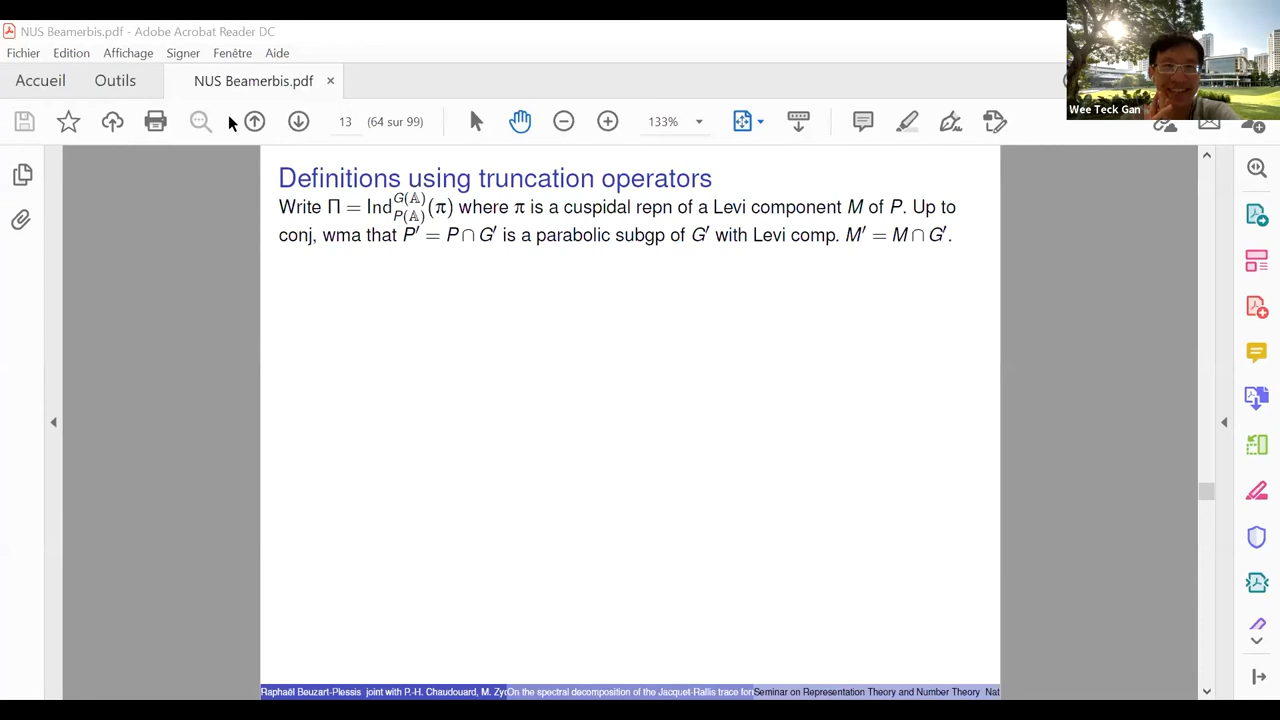 NUS Beamerbis.pdf - Adobe Acrobat Reader DC
Fichier Edition Affichage Signer Fenêtre Aide
Accueil Outils NUS Beamerbis.pdf ×
13 (64 sur 99) 133%
Wee Teck Gan
Definitions using truncation operators
Write Π = Ind_{P(𝔸)}^{G(𝔸)}(π) where π is a cuspidal repn of a Levi component M of P. Up to
conj, wma that P′ = P ∩ G′ is a parabolic subgp of G′ with Levi comp. M′ = M ∩ G′.
Raphaël Beuzart-Plessis joint with P.-H. Chaudouard, M. Zyd On the spectral decomposition of the Jacquet-Rallis trace for Seminar on Representation Theory and Number Theory Nat